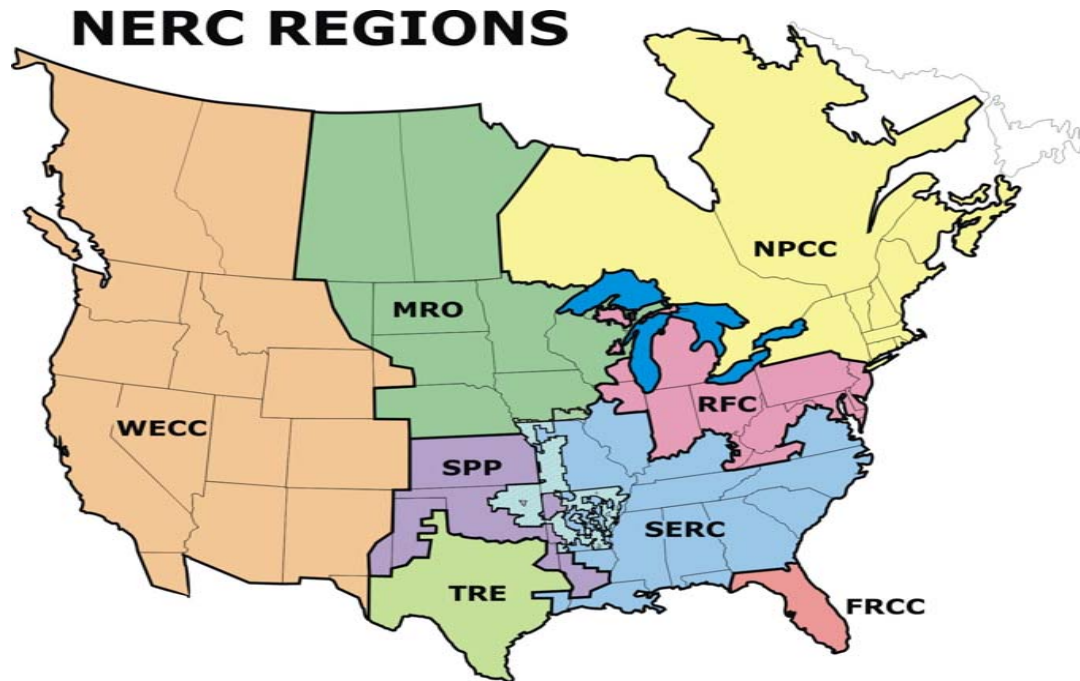 NERC REGIONS
NPCC
MRO
RFC
WECC
SPP
SERC
TRE
FRCC